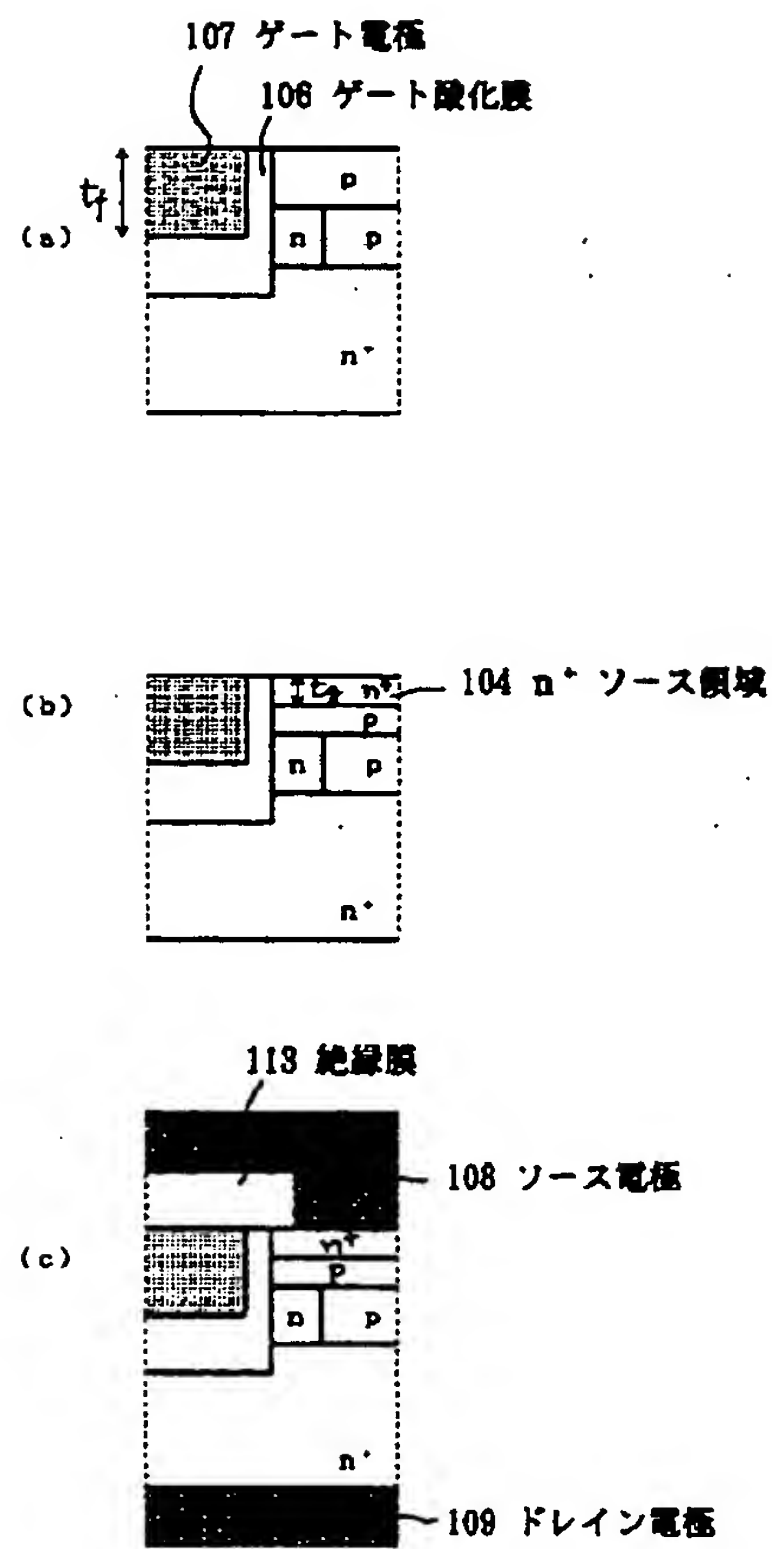 107 ゲート電極
106 ゲート酸化膜
(a)
tf
p
n p
n+
(b)
t2 n+
104 n+ ソース領域
p
n p
n+
113 絶縁膜
108 ソース電極
(c)
n+
p
n p
n+
109 ドレイン電極